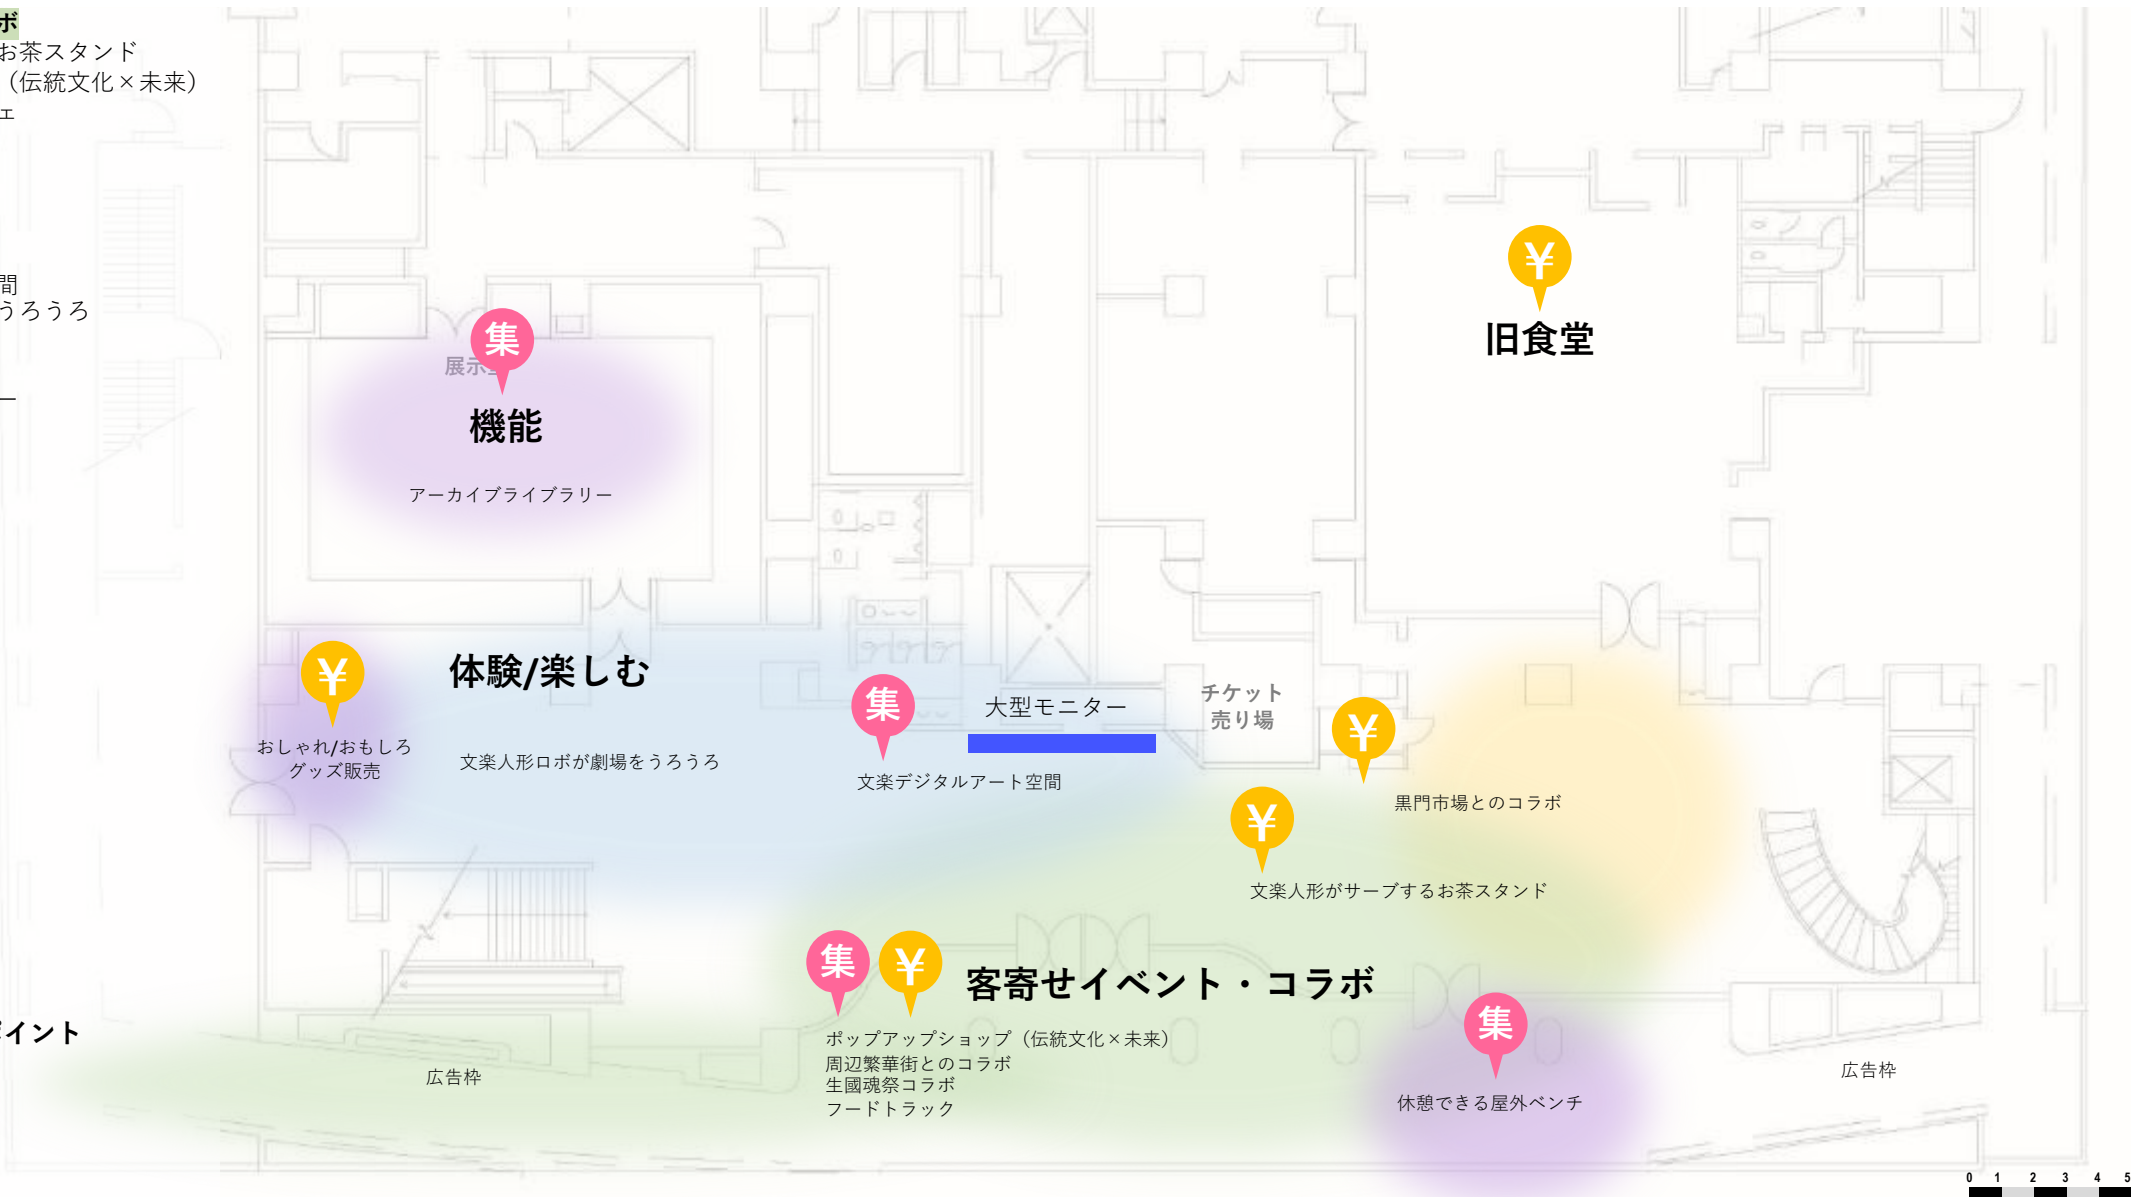 ボ
お茶スタンド
（伝統文化×未来）
ェ
間
うろうろ
ー
イント
¥
旧食堂
集
展示
機能
アーカイブライブラリー
¥
体験/楽しむ
おしゃれ/おもしろ
グッズ販売
文楽人形ロボが劇場をうろうろ
集
大型モニター
文楽デジタルアート空間
チケット
売り場
¥
黒門市場とのコラボ
¥
文楽人形がサーブするお茶スタンド
集
¥
客寄せイベント・コラボ
ポップアップショップ（伝統文化×未来）
周辺繁華街とのコラボ
生國魂祭コラボ
フードトラック
集
休憩できる屋外ベンチ
広告枠
広告枠
0 1 2 3 4 5